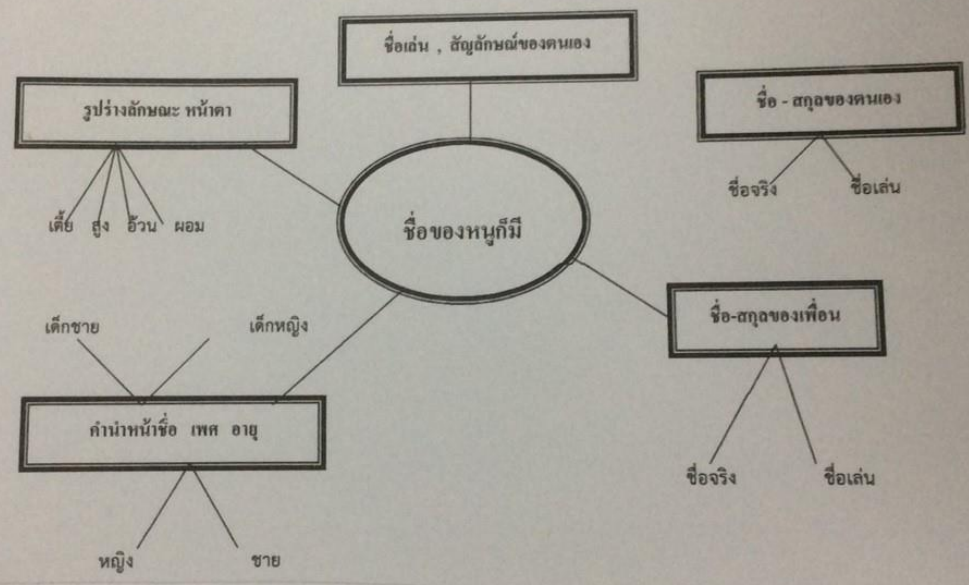 ชื่อเล่น , สัญลักษณ์ของตนเอง
รูปร่างลักษณะ หน้าตา
ชื่อ - สกุลของตนเอง
เตี้ย สูง อ้วน ผอม
ชื่อจริง ชื่อเล่น
ชื่อของหนูก็มี
เด็กชาย เด็กหญิง
ชื่อ-สกุลของเพื่อน
คำนำหน้าชื่อ เพศ อายุ
ชื่อจริง ชื่อเล่น
หญิง ชาย